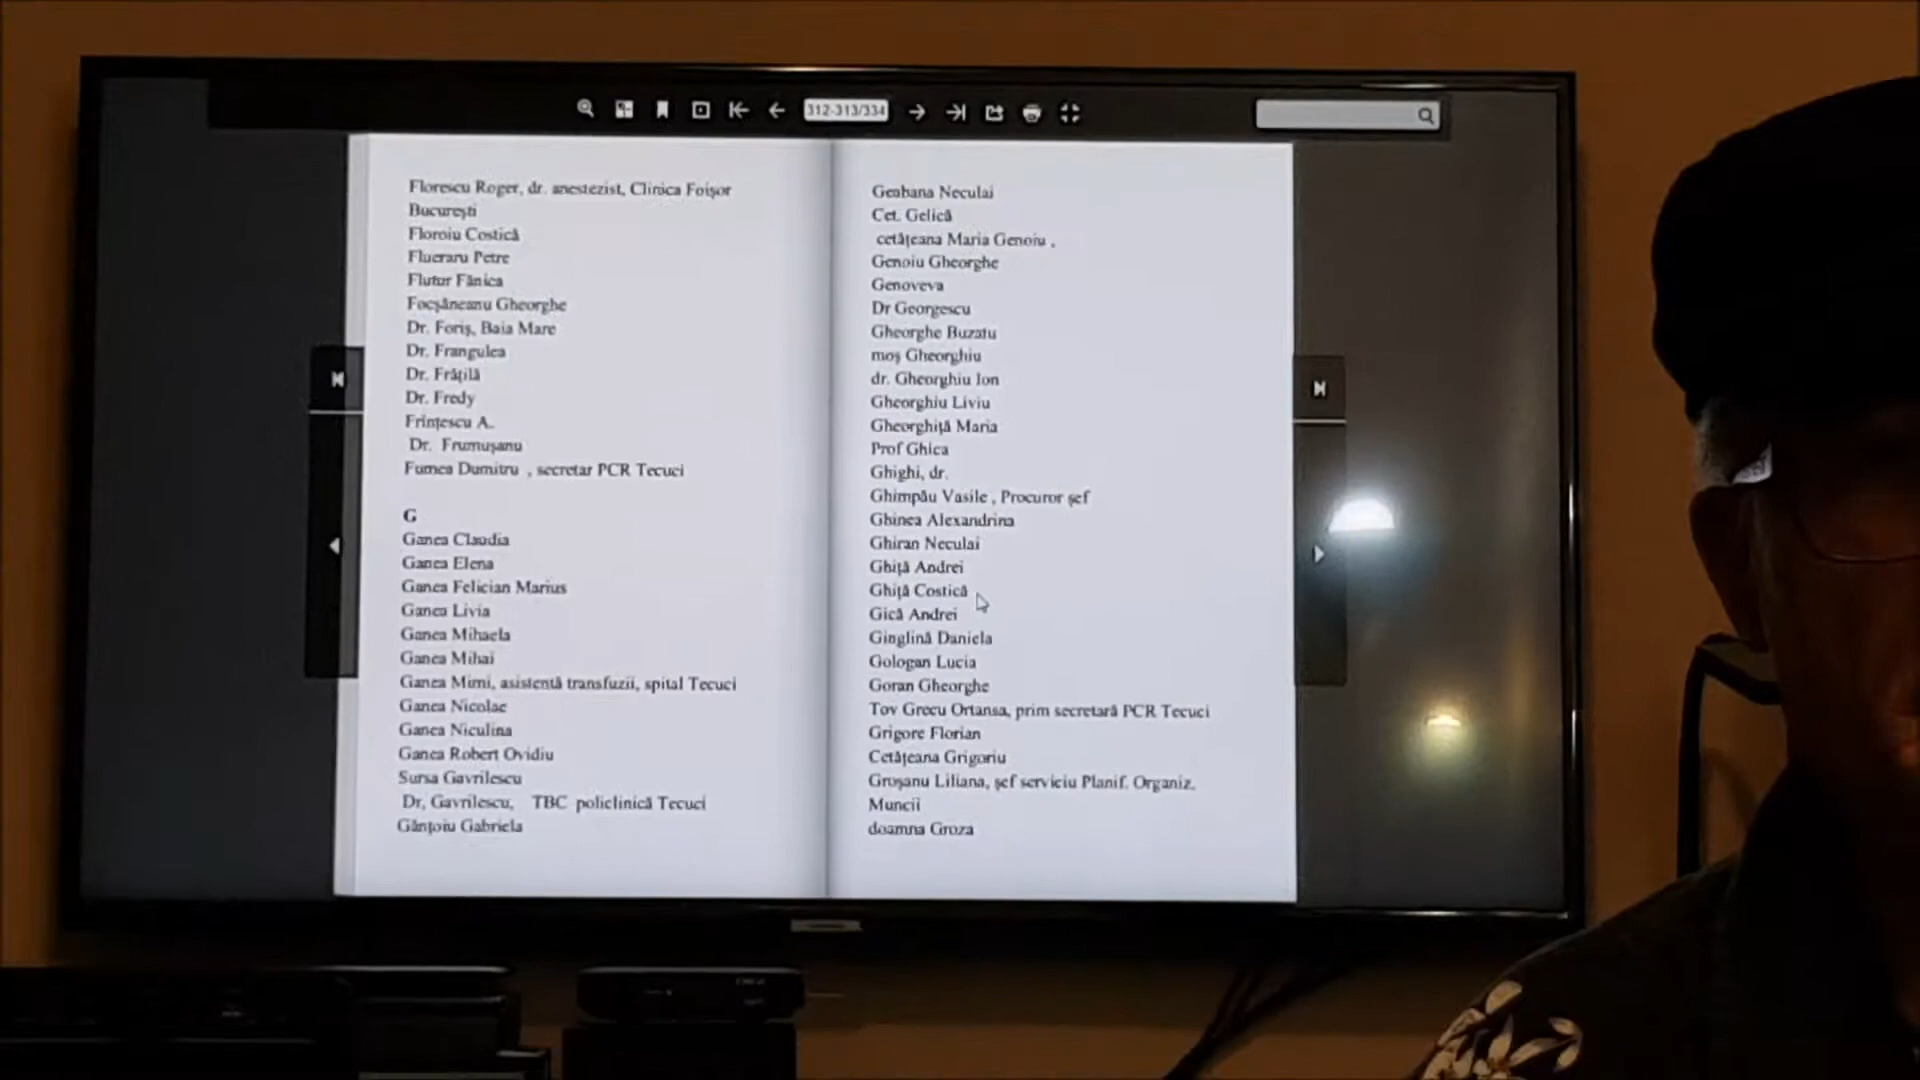 312-313/334
Florescu Roger, dr. anestezist, Clinica Foișor
București
Floroiu Costică
Flueraru Petre
Flutur Fănica
Focșăneanu Gheorghe
Dr. Foriș, Baia Mare
Dr. Frangulea
Dr. Frățilă
Dr. Fredy
Frințescu A.
Dr. Frumușanu
Fumea Dumitru , secretar PCR Tecuci
G
Ganea Claudia
Ganea Elena
Ganea Felician Marius
Ganea Livia
Ganea Mihaela
Ganea Mihai
Ganea Mimi, asistentă transfuzii, spital Tecuci
Ganea Nicolae
Ganea Niculina
Ganea Robert Ovidiu
Sursa Gavrilescu
Dr, Gavrilescu, TBC policlinică Tecuci
Gânțoiu Gabriela
Geabana Neculai
Cet. Gelică
cetățeana Maria Genoiu ,
Genoiu Gheorghe
Genoveva
Dr Georgescu
Gheorghe Buzatu
moș Gheorghiu
dr. Gheorghiu Ion
Gheorghiu Liviu
Gheorghiță Maria
Prof Ghica
Ghighi, dr.
Ghimpău Vasile , Procuror șef
Ghinea Alexandrina
Ghiran Neculai
Ghiță Andrei
Ghiță Costică
Gică Andrei
Ginglină Daniela
Gologan Lucia
Goran Gheorghe
Tov Grecu Ortansa, prim secretară PCR Tecuci
Grigore Florian
Cetățeana Grigoriu
Groșanu Liliana, șef serviciu Planif. Organiz.
Muncii
doamna Groza